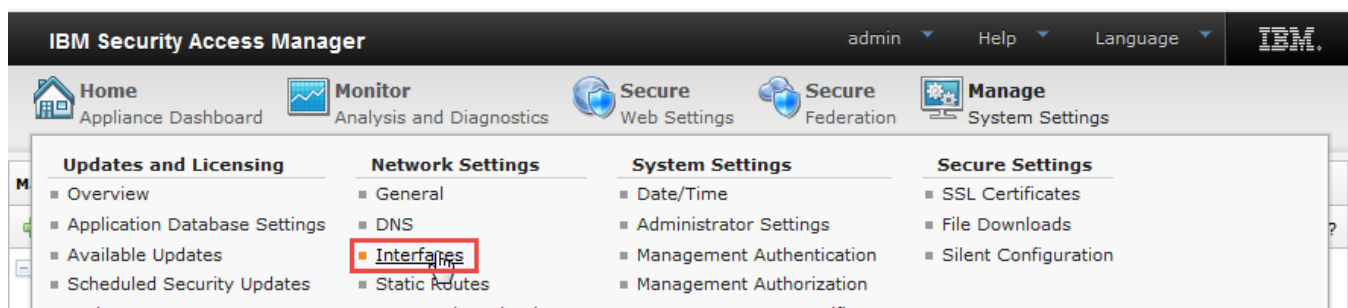 IBM Security Access Manager admin Help Language IBM.
Home Monitor Secure Secure Manage
Appliance Dashboard Analysis and Diagnostics Web Settings Federation System Settings
Updates and Licensing Network Settings System Settings Secure Settings
Overview General Date/Time SSL Certificates
Application Database Settings DNS Administrator Settings File Downloads
?
Available Updates Interfaces Management Authentication Silent Configuration
Scheduled Security Updates Static Routes Management Authorization